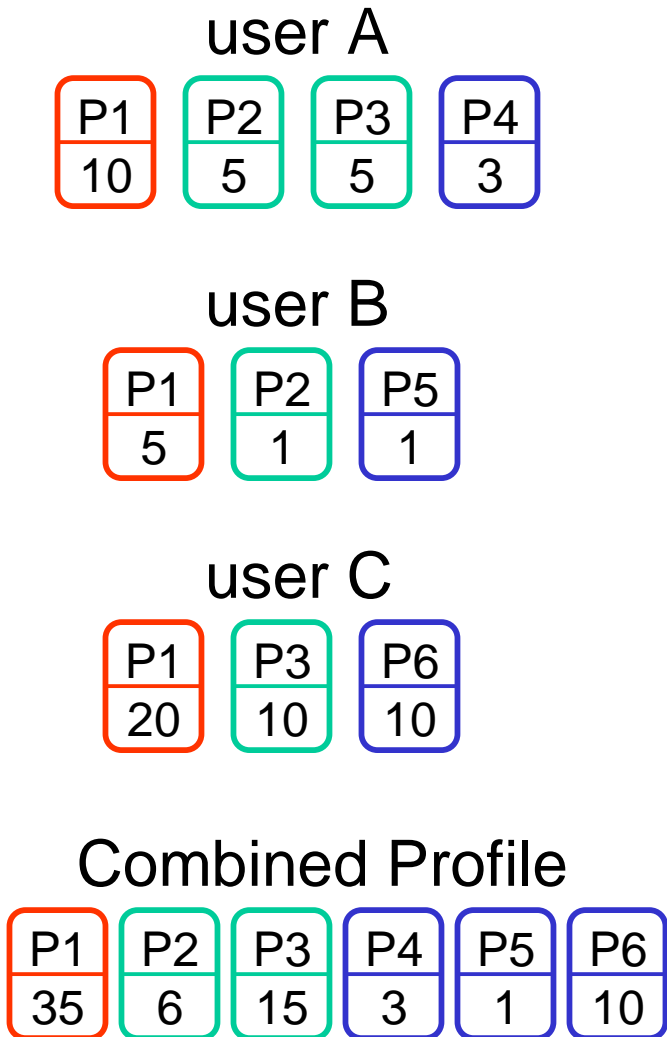 user A
P1 P2 P3 P4
10 5 5 3
user B
P1 P2 P5
5 1 1
user C
P1 P3 P6
20 10 10
Combined Profile
P1 P2 P3 P4 P5 P6
35 6 15 3 1 10